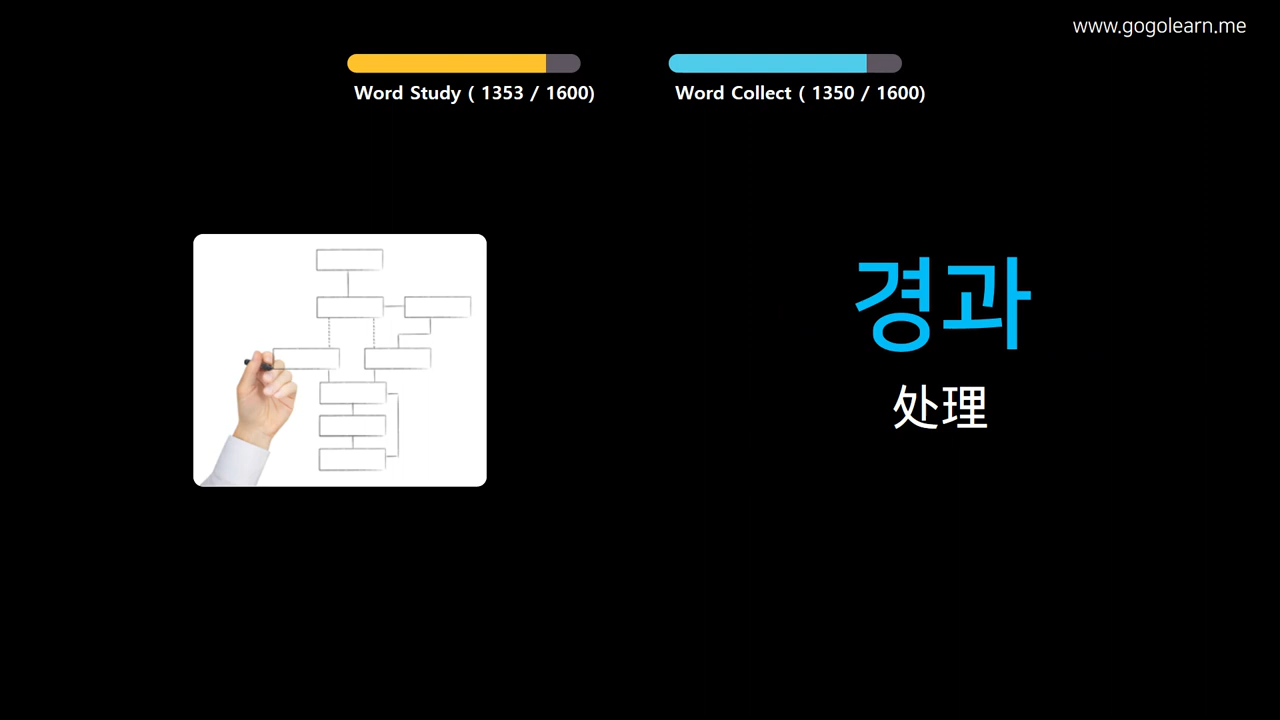 www.gogolearn.me
Word Study ( 1353 / 1600)
Word Collect ( 1350 / 1600)
경과
处理